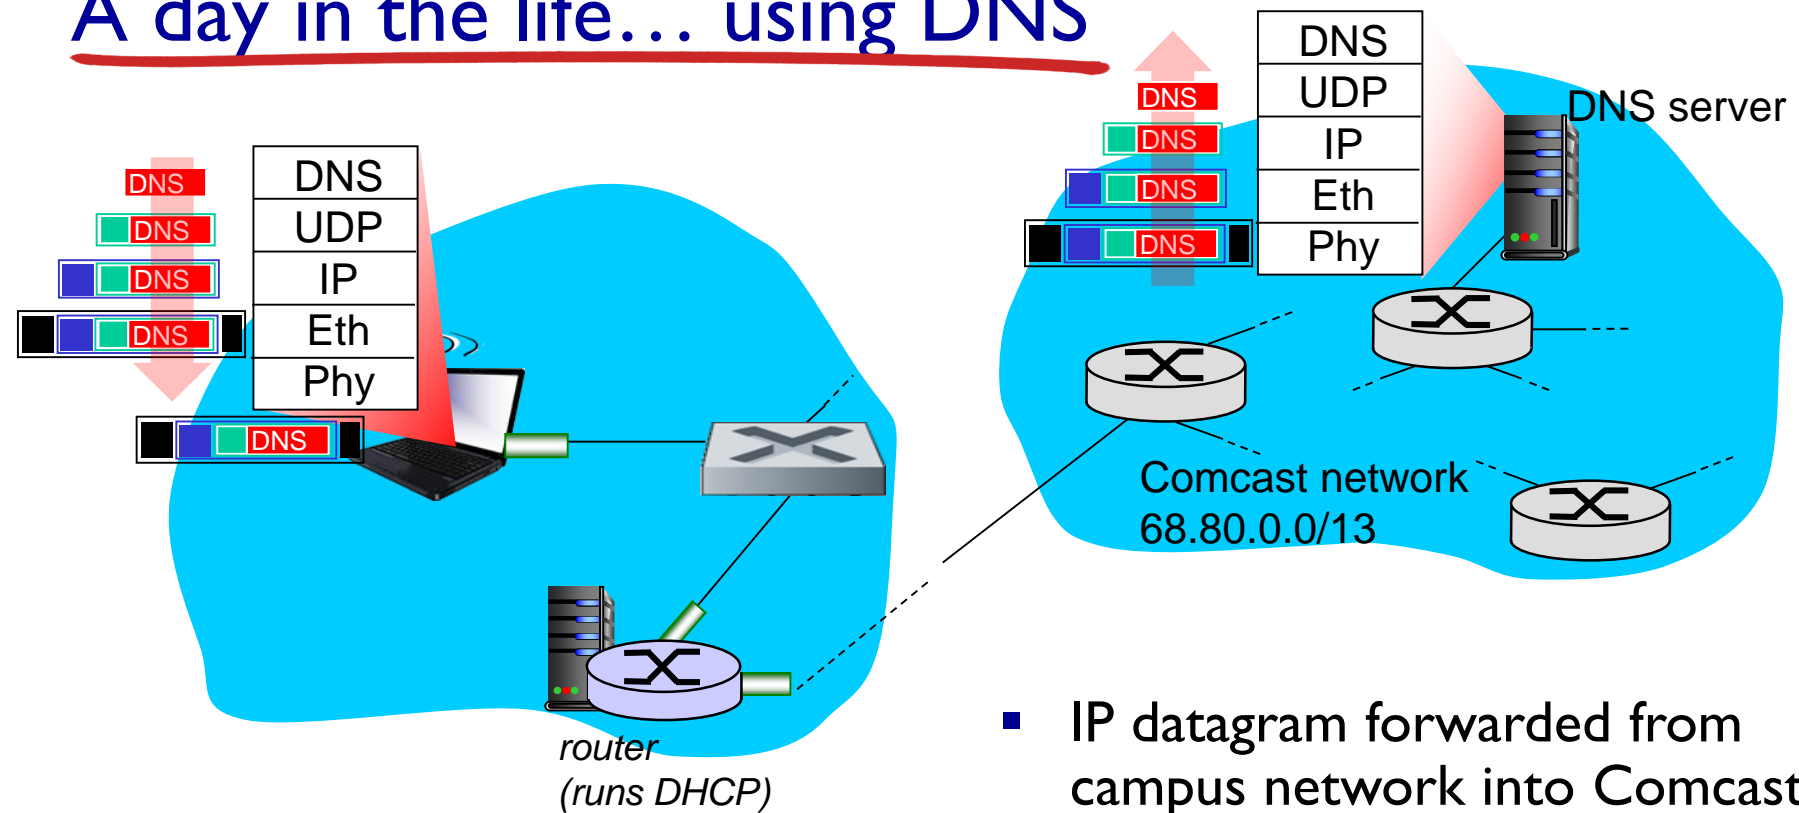 A day in the life… using DNS
DNS
DNS
DNS
DNS
DNS
UDP
IP
Eth
Phy
DNS
DNS
DNS
DNS
DNS
DNS
UDP
IP
Eth
Phy
DNS server
Comcast network
68.80.0.0/13
router
(runs DHCP)
▪ IP datagram forwarded from
campus network into Comcast